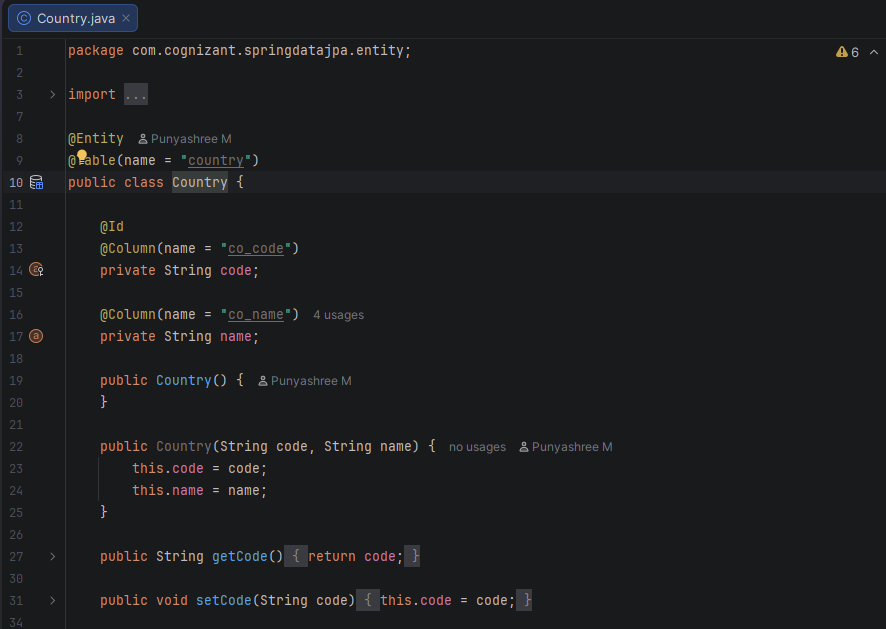 Country.java
6
1 package com.cognizant.springdatajpa.entity;
2
3 import ...
7
8 @Entity Punyashree M
9 @Table(name = "country")
10 public class Country {
11
12 @Id
13 @Column(name = "co_code")
14 private String code;
15
16 @Column(name = "co_name") 4 usages
17 private String name;
18
19 public Country() { Punyashree M
20 }
21
22 public Country(String code, String name) { no usages Punyashree M
23 this.code = code;
24 this.name = name;
25 }
26
27 public String getCode() { return code; }
30
31 public void setCode(String code) { this.code = code; }
34